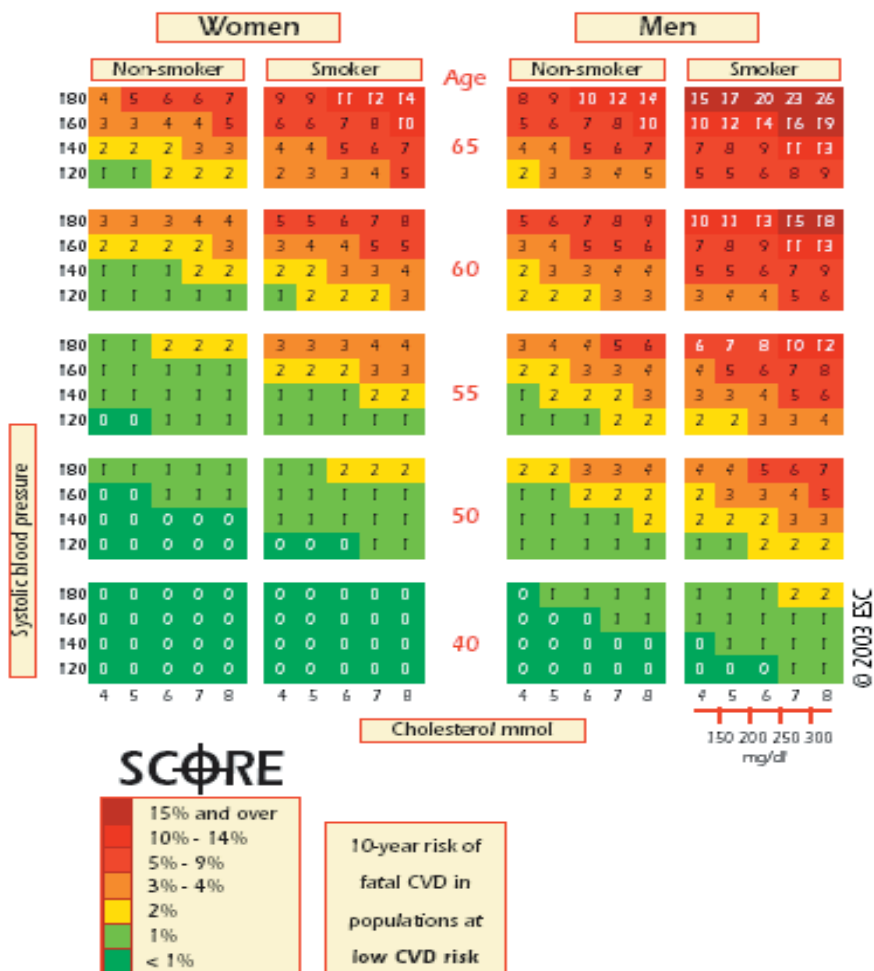 Women Men
Non-smoker Smoker Age Non-smoker Smoker
180 4 5 6 6 7 9 9 11 12 14 8 9 10 12 14 15 17 20 23 26
160 3 3 4 4 5 6 6 7 8 10 5 6 7 8 10 10 12 14 16 19
140 2 2 2 3 3 4 4 5 6 7 65 4 4 5 6 7 7 8 9 11 13
120 1 1 2 2 2 2 3 3 4 5 2 3 3 4 5 5 5 6 8 9
180 3 3 3 4 4 5 5 6 7 8 5 6 7 8 9 10 11 13 15 18
160 2 2 2 2 3 3 4 4 5 5 3 4 5 5 6 7 8 9 11 13
140 1 1 1 2 2 2 2 3 3 4 60 2 3 3 4 4 5 5 6 7 9
120 1 1 1 1 1 1 2 2 2 3 2 2 2 3 3 3 4 4 5 6
180 1 1 2 2 2 3 3 3 4 4 3 4 4 5 6 6 7 8 10 12
160 1 1 1 1 1 2 2 2 3 3 2 2 3 3 4 4 5 6 7 8
140 1 1 1 1 1 1 1 1 2 2 55 1 2 2 2 3 3 3 4 5 6
120 0 0 1 1 1 1 1 1 1 1 1 1 1 2 2 2 2 3 3 4
180 1 1 1 1 1 1 1 2 2 2 2 2 3 3 4 4 4 5 6 7
160 0 0 1 1 1 1 1 1 1 1 1 1 2 2 2 2 3 3 4 5
140 0 0 0 0 0 1 1 1 1 1 50 1 1 1 1 2 2 2 2 3 3
120 0 0 0 0 0 0 0 0 1 1 1 1 1 1 1 1 1 2 2 2
180 0 0 0 0 0 0 0 0 0 0 0 1 1 1 1 1 1 1 2 2
160 0 0 0 0 0 0 0 0 0 0 0 0 0 1 1 1 1 1 1 1
140 0 0 0 0 0 0 0 0 0 0 40 0 0 0 0 0 0 1 1 1 1
120 0 0 0 0 0 0 0 0 0 0 0 0 0 0 0 0 0 0 1 1
4 5 6 7 8 4 5 6 7 8 4 5 6 7 8 4 5 6 7 8
Systolic blood pressure
© 2003 ESC
Cholesterol mmol
150 200 250 300
mg/dl
SCORE
15% and over
10% - 14%
5% - 9%
3% - 4%
2%
1%
< 1%
10-year risk of
fatal CVD in
populations at
low CVD risk